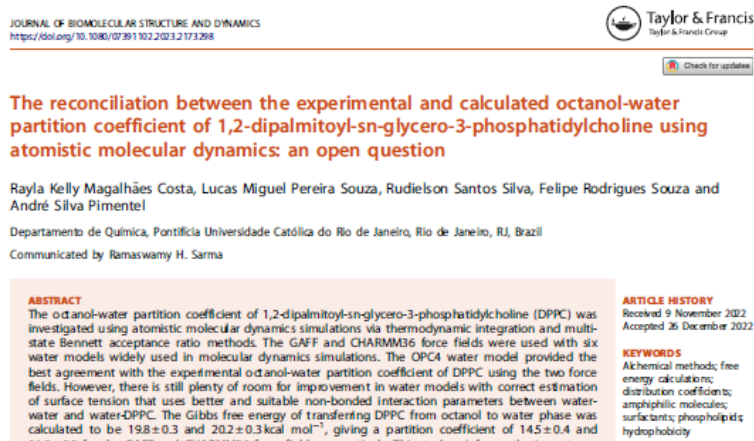 JOURNAL OF BIOMOLECULAR STRUCTURE AND DYNAMICS
https://doi.org/10.1080/07391102.2023.2173298
Taylor & Francis
Taylor & Francis Group
Check for updates
The reconciliation between the experimental and calculated octanol-water
partition coefficient of 1,2-dipalmitoyl-sn-glycero-3-phosphatidylcholine using
atomistic molecular dynamics: an open question
Rayla Kelly Magalhães Costa, Lucas Miguel Pereira Souza, Rudielson Santos Silva, Felipe Rodrigues Souza and
André Silva Pimentel
Departamento de Química, Pontifícia Universidade Católica do Rio de Janeiro, Rio de Janeiro, RJ, Brazil
Communicated by Ramaswamy H. Sarma
ABSTRACT
The octanol-water partition coefficient of 1,2-dipalmitoyl-sn-glycero-3-phosphatidylcholine (DPPC) was
investigated using atomistic molecular dynamics simulations via thermodynamic integration and multi-
state Bennett acceptance ratio methods. The GAFF and CHARMM36 force fields were used with six
water models widely used in molecular dynamics simulations. The OPC4 water model provided the
best agreement with the experimental octanol-water partition coefficient of DPPC using the two force
fields. However, there is still plenty of room for improvement in water models with correct estimation
of surface tension that uses better and suitable non-bonded interaction parameters between water-
water and water-DPPC. The Gibbs free energy of transferring DPPC from octanol to water phase was
calculated to be 19.8±0.3 and 20.2±0.3 kcal mol⁻¹, giving a partition coefficient of 14.5±0.4 and
ARTICLE HISTORY
Received 9 November 2022
Accepted 26 December 2022
KEYWORDS
Alchemical methods; free
energy calculations;
distribution coefficients;
amphiphilic molecules;
surfactants; phospholipids;
hydrophobicity